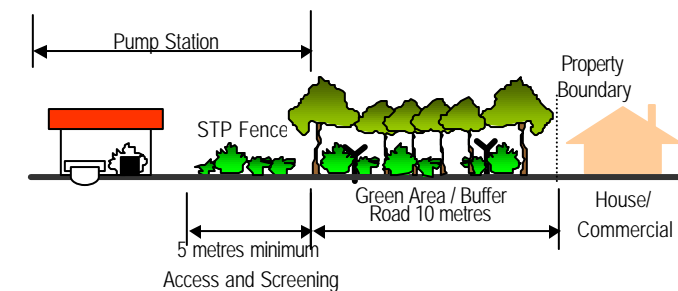 Pump Station
Property
Boundary
STP Fence
Green Area / Buffer
Road 10 metres
House/
Commercial
5 metres minimum
Access and Screening